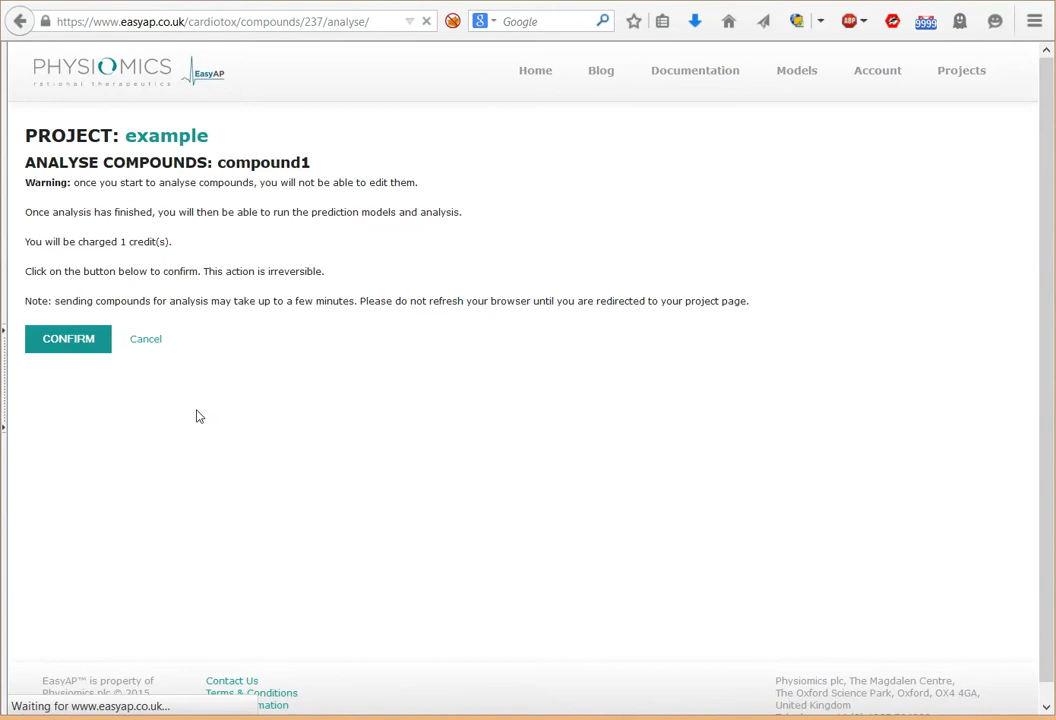 https://www.easyap.co.uk/cardiotox/compounds/237/analyse/
Google
9999
ABP
PHYSIOMICS
rational therapeutics
EasyAP
Home
Blog
Documentation
Models
Account
Projects
PROJECT: example
ANALYSE COMPOUNDS: compound1
Warning: once you start to analyse compounds, you will not be able to edit them.
Once analysis has finished, you will then be able to run the prediction models and analysis.
You will be charged 1 credit(s).
Click on the button below to confirm. This action is irreversible.
Note: sending compounds for analysis may take up to a few minutes. Please do not refresh your browser until you are redirected to your project page.
CONFIRM
Cancel
EasyAP™ is property of
Physiomics plc © 2015
Contact Us
Terms & Conditions
mation
Physiomics plc, The Magdalen Centre,
The Oxford Science Park, Oxford, OX4 4GA,
United Kingdom
Waiting for www.easyap.co.uk...